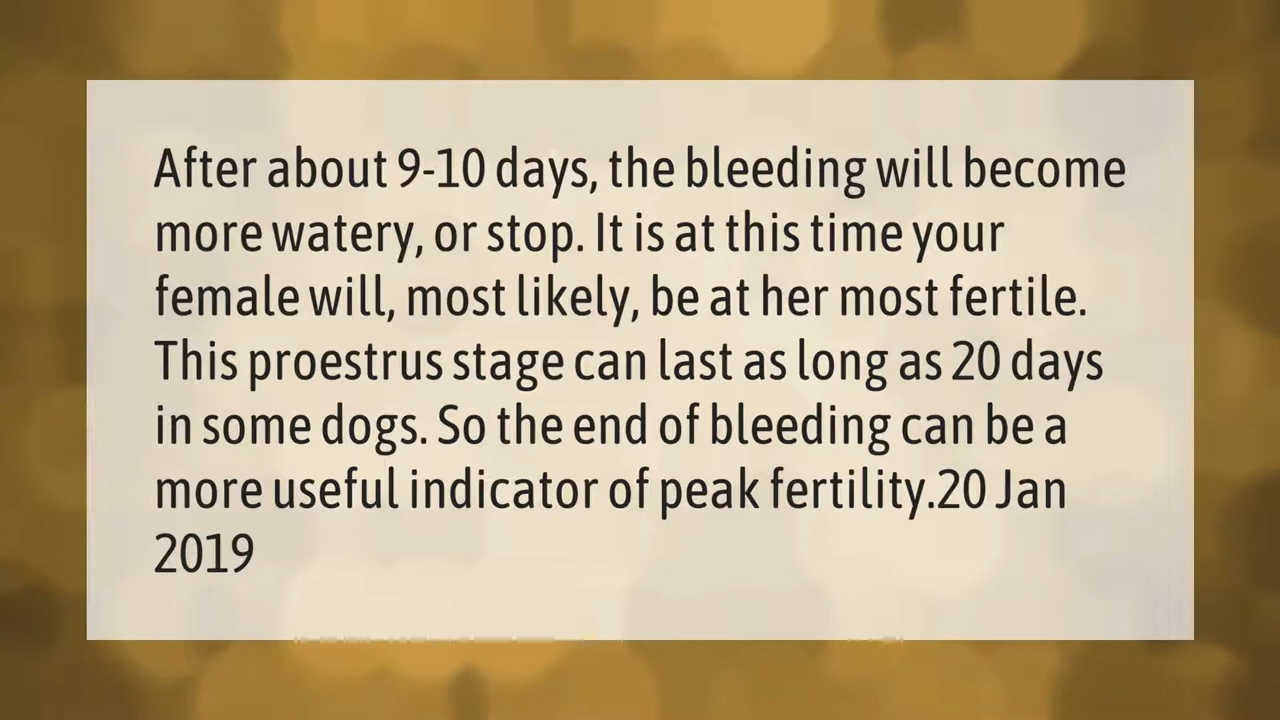 After about 9-10 days, the bleeding will become
more watery, or stop. It is at this time your
female will, most likely, be at her most fertile.
This proestrus stage can last as long as 20 days
in some dogs. So the end of bleeding can be a
more useful indicator of peak fertility.20 Jan
2019